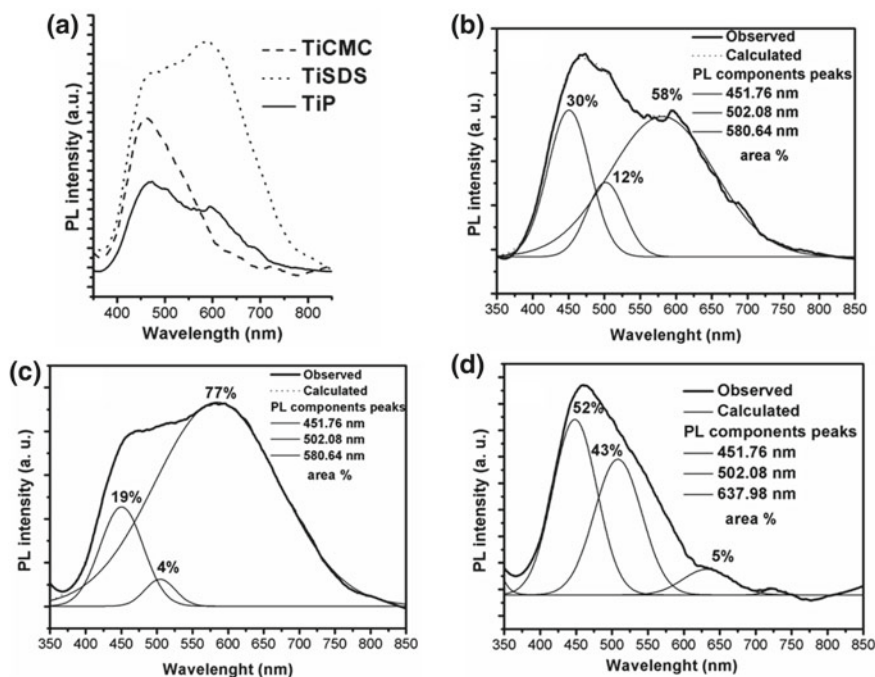 (a)
TiCMC
TiSDS
TiP
PL intensity (a.u.)
400 500 600 700 800
Wavelength (nm)
(b)
Observed
Calculated
PL components peaks
451.76 nm
502.08 nm
580.64 nm
area %
30%
58%
12%
PL intensity (a. u.)
350 400 450 500 550 600 650 700 750 800 850
Wavelenght (nm)
(c)
Observed
Calculated
PL components peaks
451.76 nm
502.08 nm
580.64 nm
area %
77%
19%
4%
PL intensity (a. u.)
350 400 450 500 550 600 650 700 750 800 850
Wavelenght (nm)
(d)
Observed
Calculated
PL components peaks
451.76 nm
502.08 nm
637.98 nm
area %
52%
43%
5%
PL intensity (a. u.)
350 400 450 500 550 600 650 700 750 800 850
Wavelenght (nm)